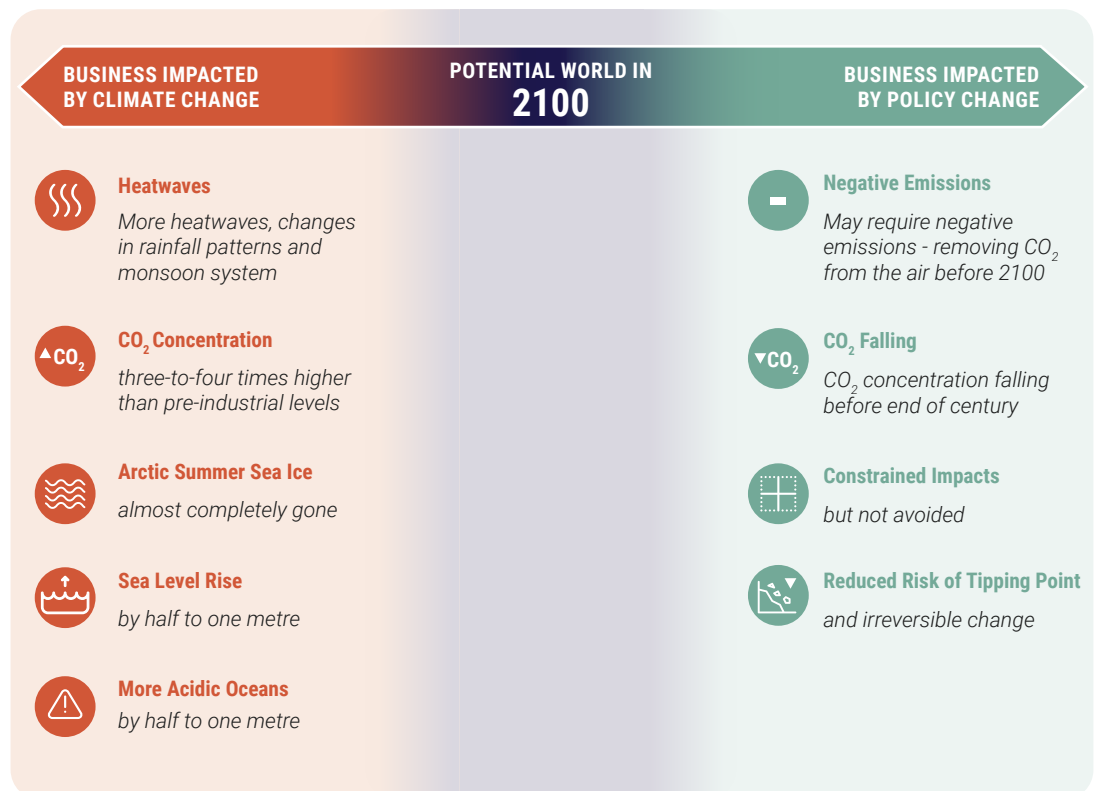 BUSINESS IMPACTED
BY CLIMATE CHANGE
POTENTIAL WORLD IN
2100
BUSINESS IMPACTED
BY POLICY CHANGE
Heatwaves
More heatwaves, changes
in rainfall patterns and
monsoon system
▲CO₂
CO₂ Concentration
three-to-four times higher
than pre-industrial levels
Arctic Summer Sea Ice
almost completely gone
Sea Level Rise
by half to one metre
More Acidic Oceans
by half to one metre
Negative Emissions
May require negative
emissions - removing CO₂
from the air before 2100
▼CO₂
CO₂ Falling
CO₂ concentration falling
before end of century
Constrained Impacts
but not avoided
Reduced Risk of Tipping Point
and irreversible change